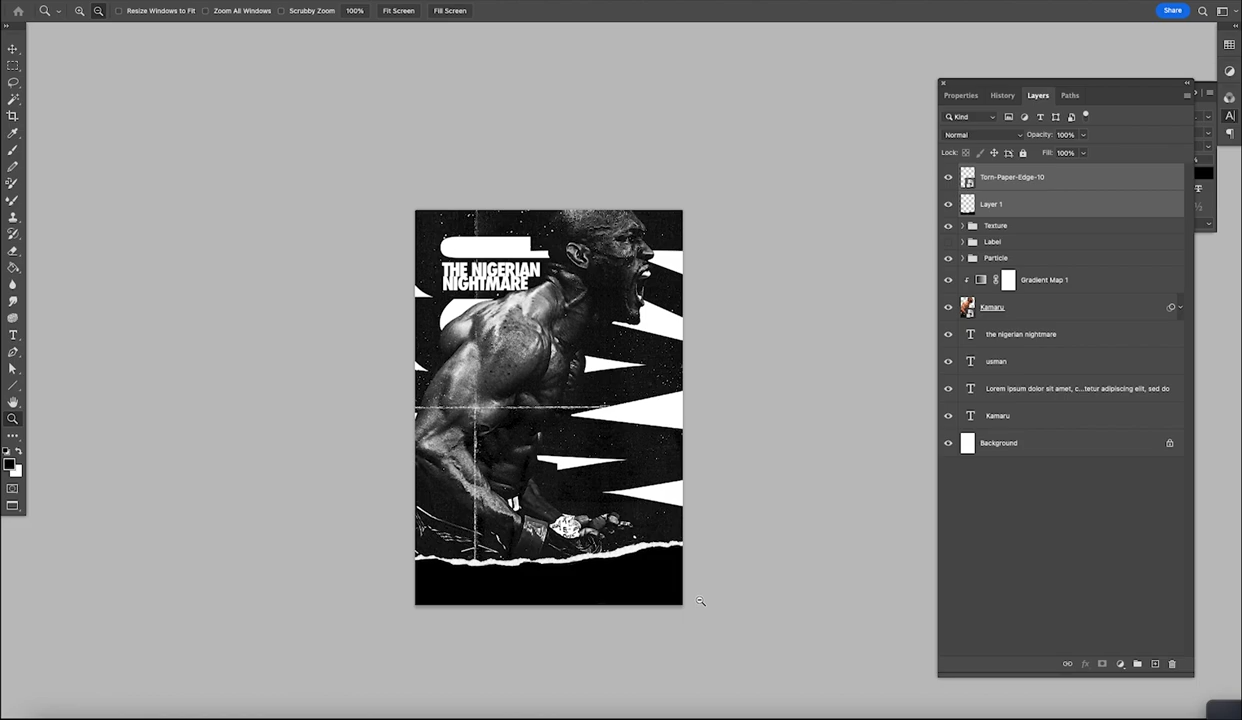 Resize Windows to Fit
Zoom All Windows
Scrubby Zoom
100%
Fit Screen
Fill Screen
Share
Properties
History
Layers
Paths
Kind
Normal
Opacity: 100%
Lock:
Fill: 100%
Torn-Paper-Edge-10
Layer 1
Texture
Label
Particle
Gradient Map 1
Kamaru
the nigerian nightmare
usman
Lorem ipsum dolor sit amet, c...tetur adipiscing elit, sed do
Kamaru
Background
THE NIGERIAN
NIGHTMARE